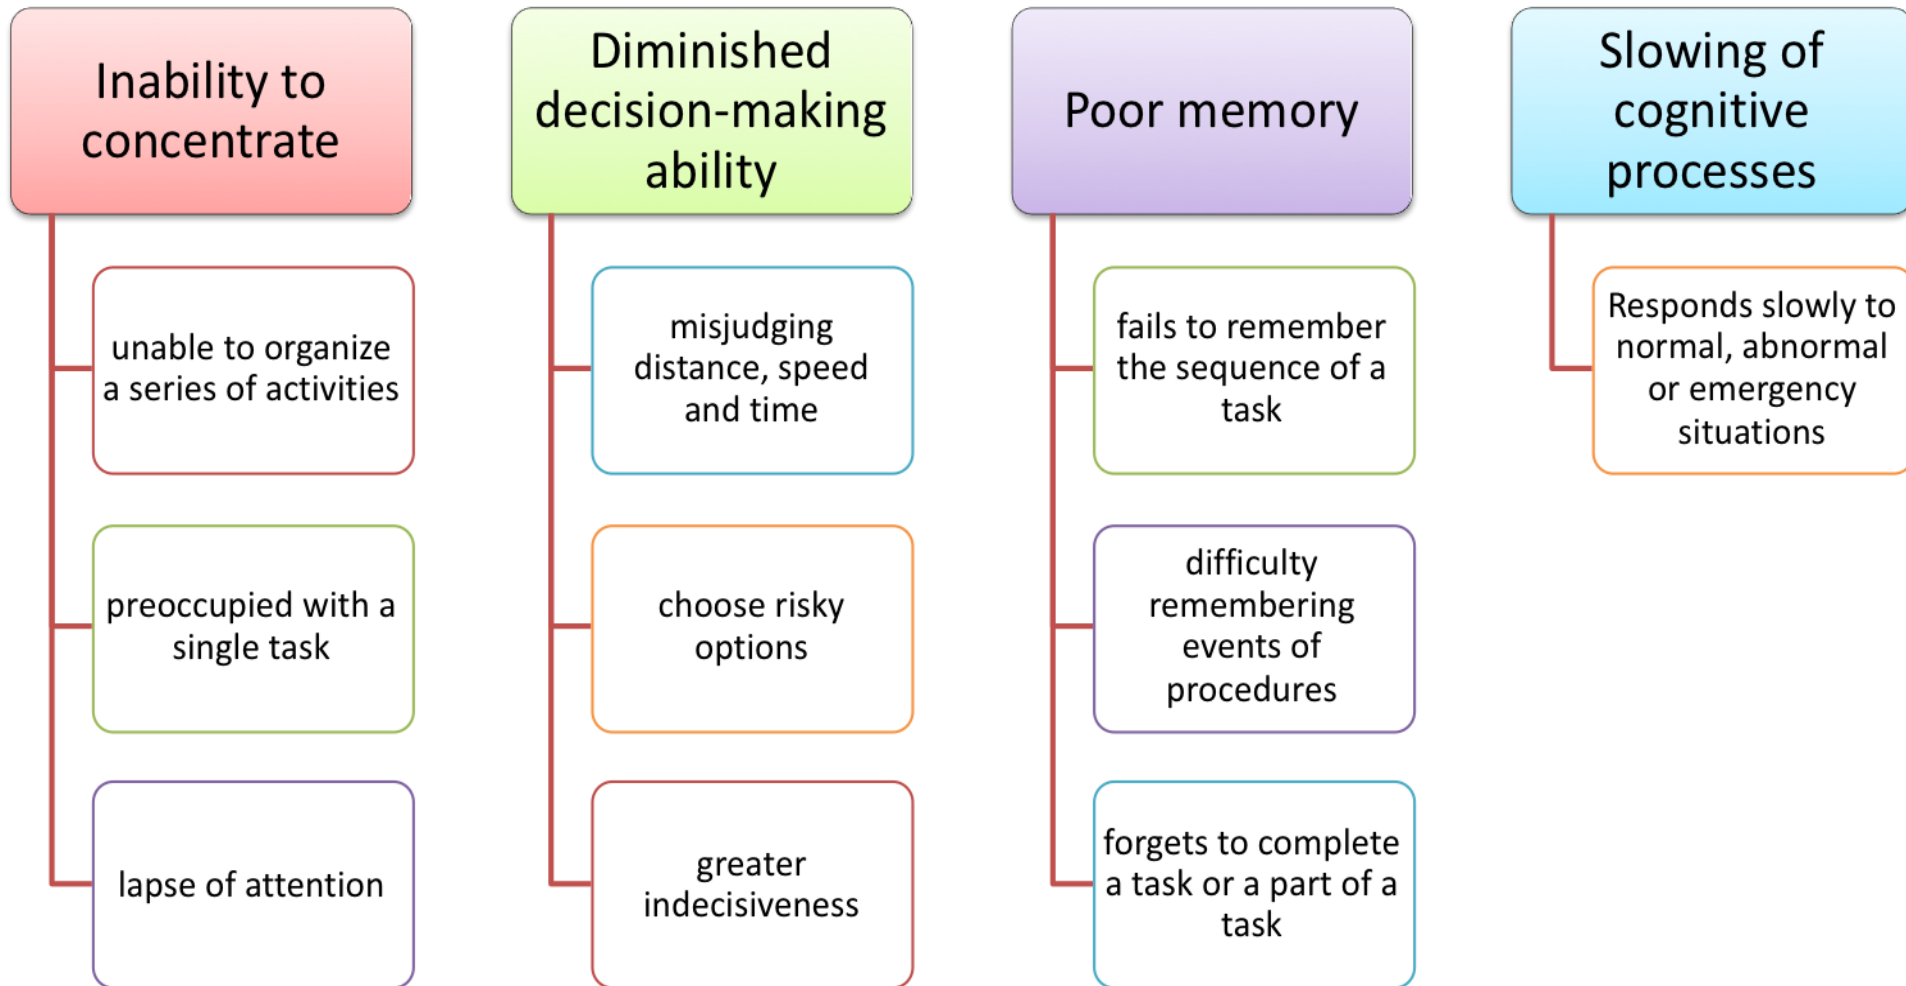 Inability to
concentrate
unable to organize
a series of activities
preoccupied with a
single task
lapse of attention
Diminished
decision-making
ability
misjudging
distance, speed
and time
choose risky
options
greater
indecisiveness
Poor memory
fails to remember
the sequence of a
task
difficulty
remembering
events of
procedures
forgets to complete
a task or a part of a
task
Slowing of
cognitive
processes
Responds slowly to
normal, abnormal
or emergency
situations